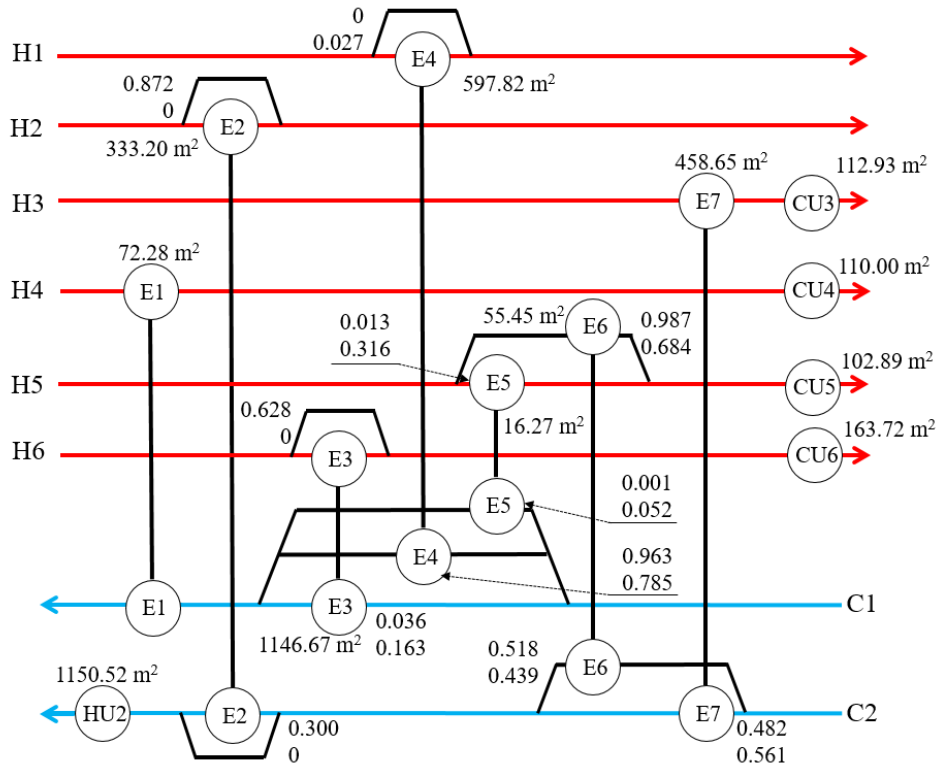 0
0.027
H1
E4
597.82 m²
0.872
0
H2
E2
333.20 m²
458.65 m²
112.93 m²
H3
E7
CU3
72.28 m²
H4
E1
CU4
110.00 m²
0.013
0.316
55.45 m²
E6
0.987
0.684
H5
E5
CU5
102.89 m²
0.628
0
16.27 m²
H6
E3
CU6
163.72 m²
E5
0.001
0.052
E4
0.963
0.785
E1
E3
C1
1146.67 m²
0.036
0.163
0.518
0.439
E6
1150.52 m²
HU2
E2
0.300
0
E7
0.482
0.561
C2